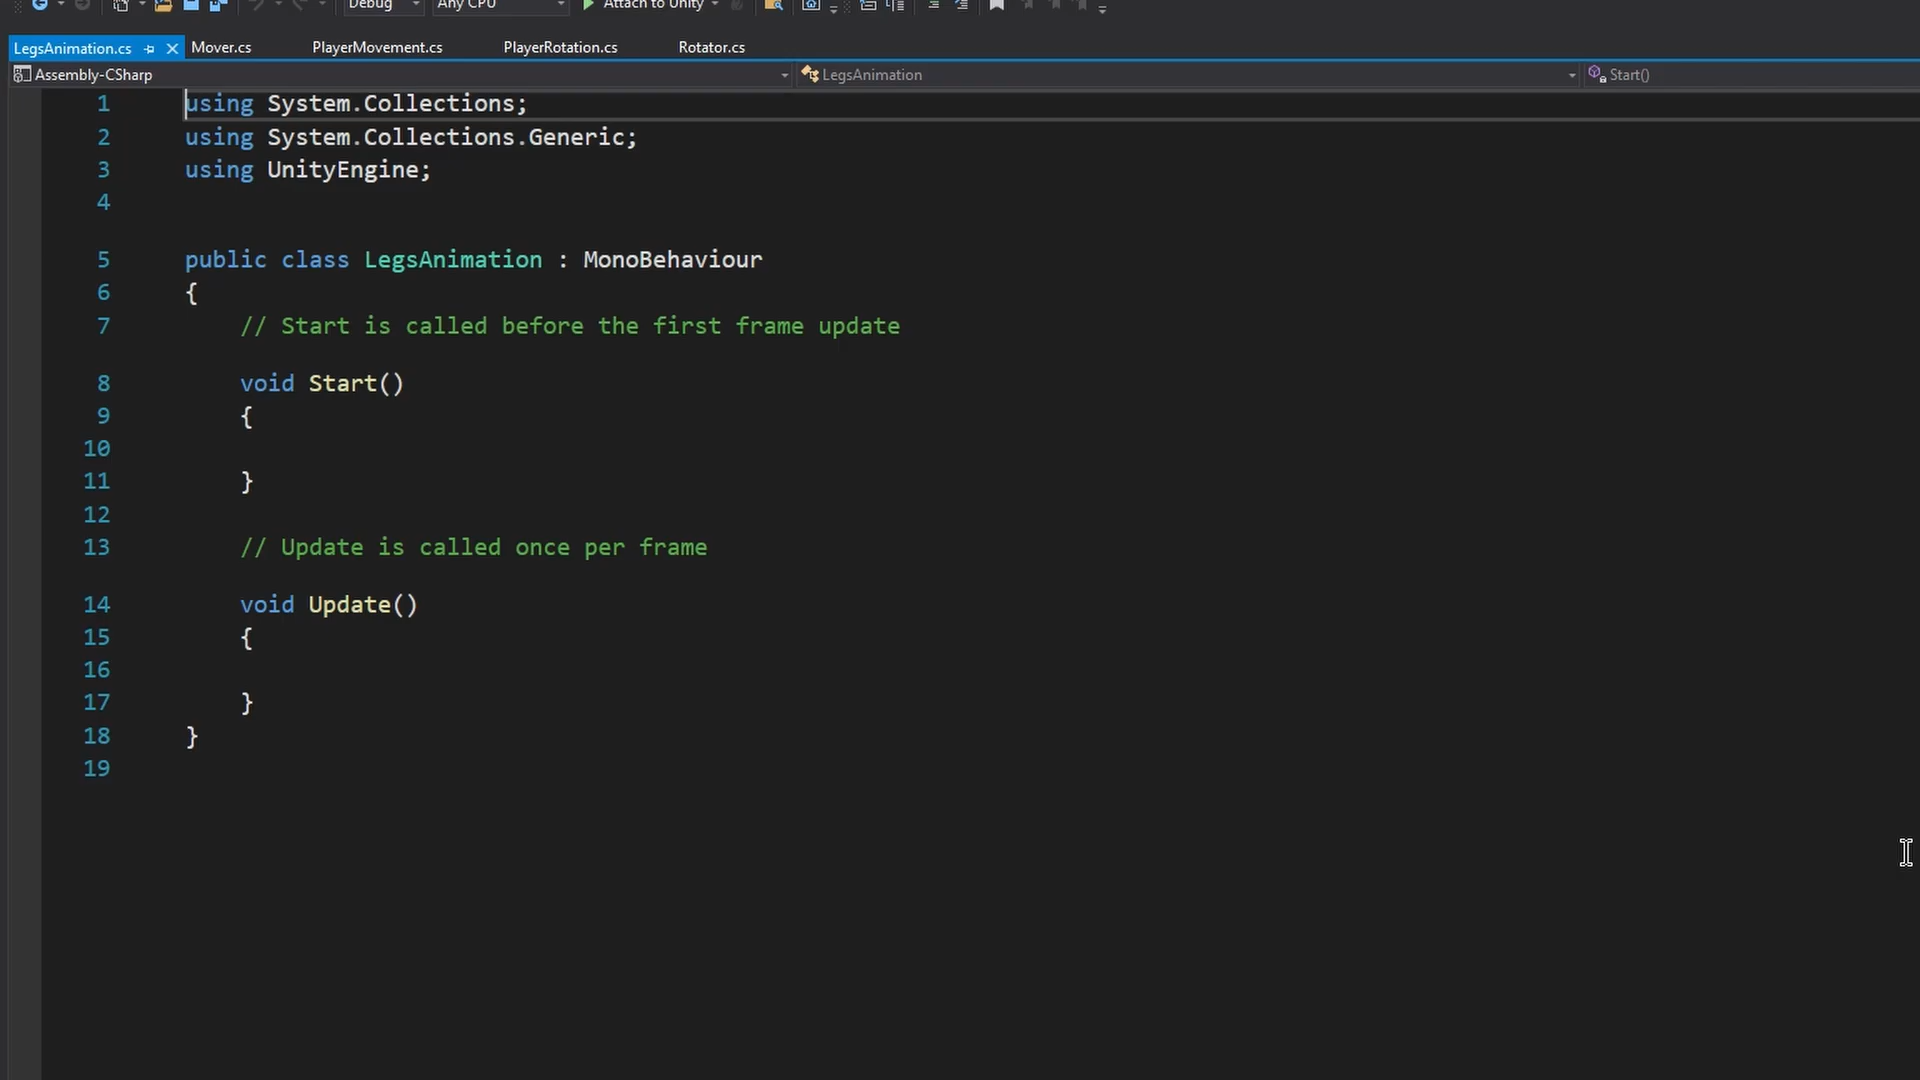 Debug Any CPU Attach to Unity
LegsAnimation.cs Mover.cs PlayerMovement.cs PlayerRotation.cs Rotator.cs
Assembly-CSharp LegsAnimation Start()
1 using System.Collections;
2 using System.Collections.Generic;
3 using UnityEngine;
4
5 public class LegsAnimation : MonoBehaviour
6 {
7 // Start is called before the first frame update
8 void Start()
9 {
10
11 }
12
13 // Update is called once per frame
14 void Update()
15 {
16
17 }
18 }
19